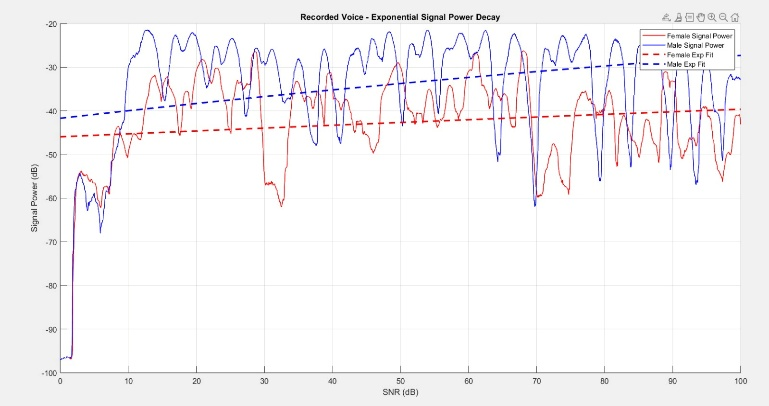 Recorded Voice - Exponential Signal Power Decay
Female Signal Power
Male Signal Power
Female Exp Fit
Male Exp Fit
Signal Power (dB)
-20
-30
-40
-50
-60
-70
-80
-90
-100
0 10 20 30 40 50 60 70 80 90 100
SNR (dB)